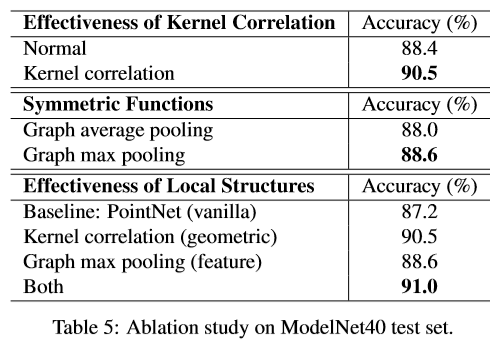 Effectiveness of Kernel Correlation Accuracy (%)
Normal 88.4
Kernel correlation 90.5
Symmetric Functions Accuracy (%)
Graph average pooling 88.0
Graph max pooling 88.6
Effectiveness of Local Structures Accuracy (%)
Baseline: PointNet (vanilla) 87.2
Kernel correlation (geometric) 90.5
Graph max pooling (feature) 88.6
Both 91.0
Table 5: Ablation study on ModelNet40 test set.